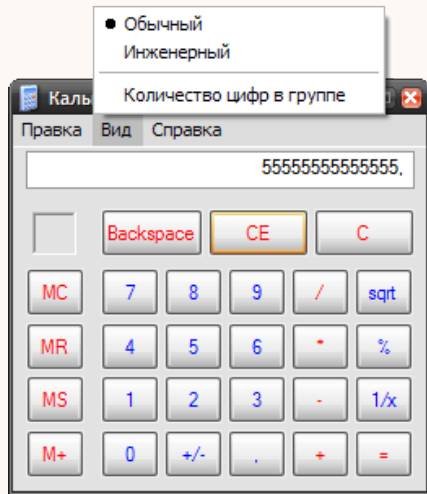 Обычный
Инженерный
Количество цифр в группе
Каль
Правка Вид Справка
55555555555555,
Backspace CE C
MC 7 8 9 / sqrt
MR 4 5 6 * %
MS 1 2 3 - 1/x
M+ 0 +/- , + =